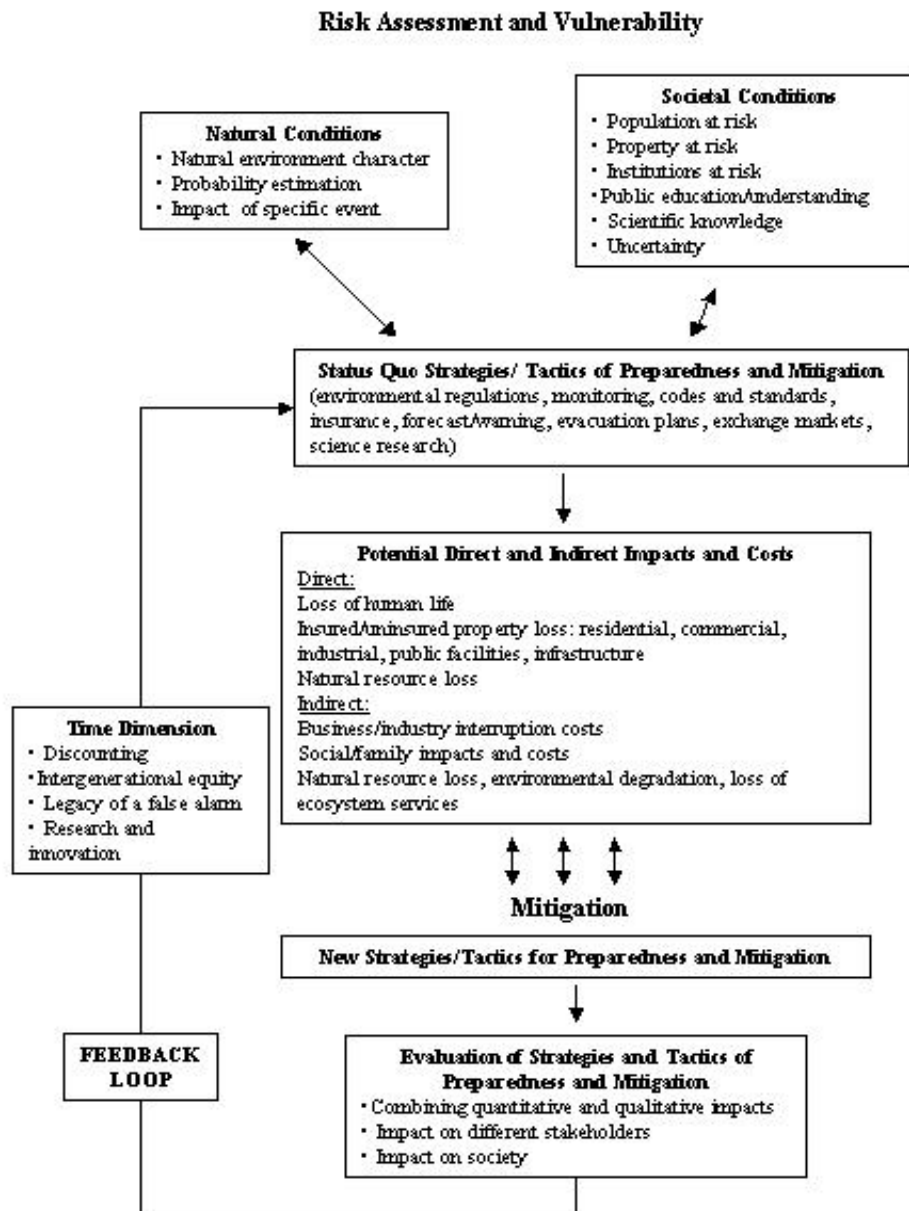 Risk Assessment and Vulnerability
Natural Conditions
• Natural environment character
• Probability estimation
• Impact of specific event
Societal Conditions
• Population at risk
• Property at risk
• Institutions at risk
•Public education/understanding
• Scientific knowledge
• Uncertainty
Status Quo Strategies/ Tactics of Preparedness and Mitigation
(environmental regulations, monitoring, codes and standards,
insurance, forecast/warning, evacuation plans, exchange markets,
science research)
Potential Direct and Indirect Impacts and Costs
Direct:
Loss of human life
Insured/uninsured property loss: residential, commercial,
industrial, public facilities, infrastructure
Natural resource loss
Indirect:
Business/industry interruption costs
Social/family impacts and costs
Natural resource loss, environmental degradation, loss of
ecosystem services
Time Dimension
• Discounting
•Intergenerational equity
• Legacy of a false alarm
• Research and
innovation
Mitigation
New Strategies/Tactics for Preparedness and Mitigation
FEEDBACK
LOOP
Evaluation of Strategies and Tactics of
Preparedness and Mitigation
•Combining quantitative and qualitative impacts
• Impact on different stakeholders
• Impact on society